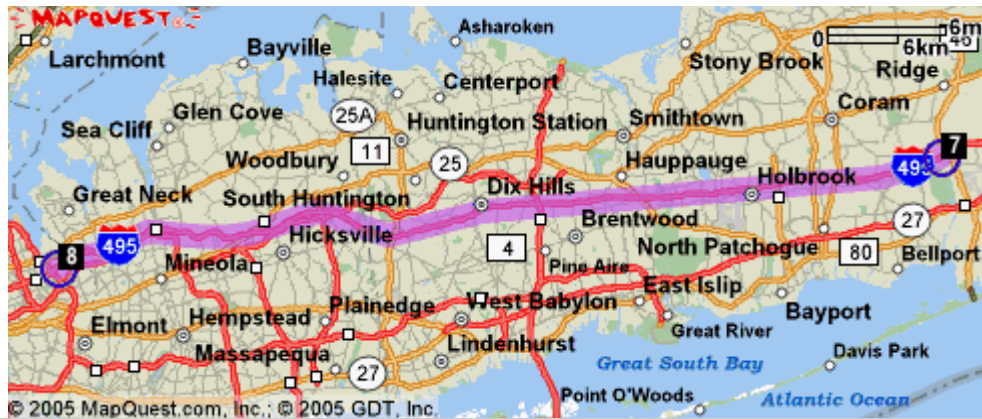 MAPQUEST
Asharoken
0 6m
6km
46
Larchmont
Bayville
Stony Brook
Ridge
Halesite
Centerport
Glen Cove
25A
Coram
Sea Cliff
Huntington Station
Smithtown
11
25
7
Woodbury
Hauppauge
495
Great Neck
Dix Hills
Holbrook
South Huntington
Brentwood
27
495
Hicksville
4
North Patchogue
80
8
Mineola
Pine Aire
Bellport
Plainedge
West Babylon
East Islip
Bayport
Elmont
Hempstead
Great River
Massapequa
Lindenhurst
Great South Bay
Davis Park
27
Point O'Woods
Atlantic Ocean
© 2005 MapQuest.com, Inc.; © 2005 GDT, Inc.